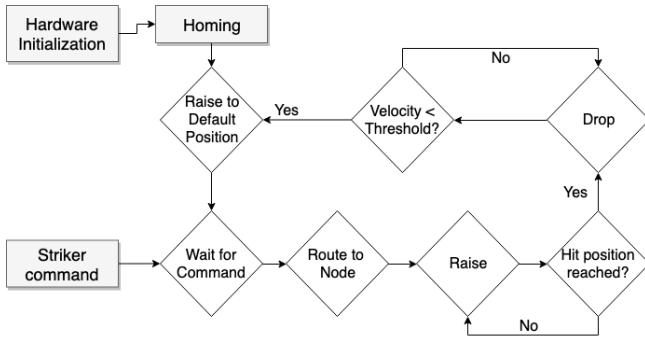 Hardware
Initialization
Homing
No
Raise to
Default
Position
Yes
Velocity <
Threshold?
Drop
Yes
Striker
command
Wait for
Command
Route to
Node
Raise
Hit position
reached?
No